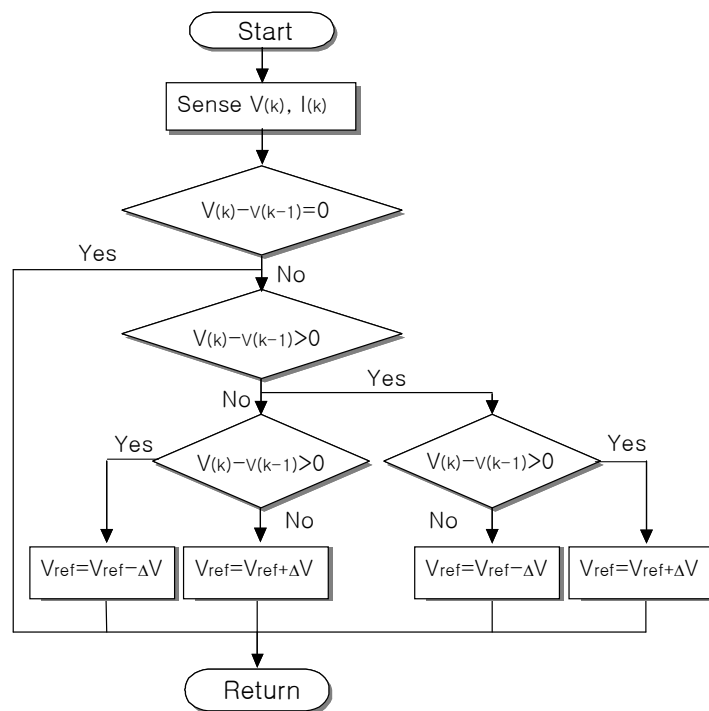 Start
Sense V(k), I(k)
V(k)-V(k-1)=0
Yes
No
V(k)-V(k-1)>0
Yes
No
Yes
V(k)-V(k-1)>0
V(k)-V(k-1)>0
Yes
No
No
Vref=Vref-ΔV
Vref=Vref+ΔV
Vref=Vref-ΔV
Vref=Vref+ΔV
Return